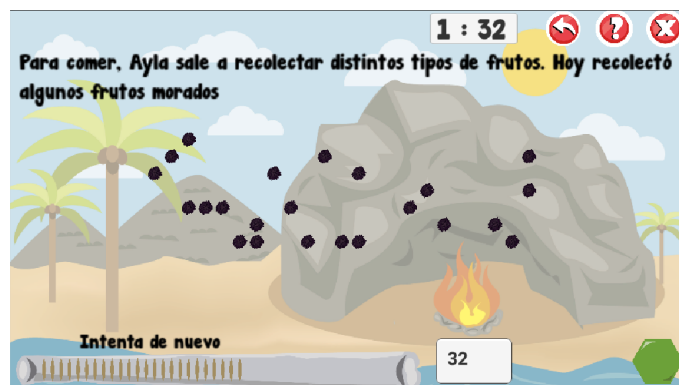 1 : 32
?
X
Para comer, Ayla sale a recolectar distintos tipos de frutos. Hoy recolectó
algunos frutos morados
Intenta de nuevo
32